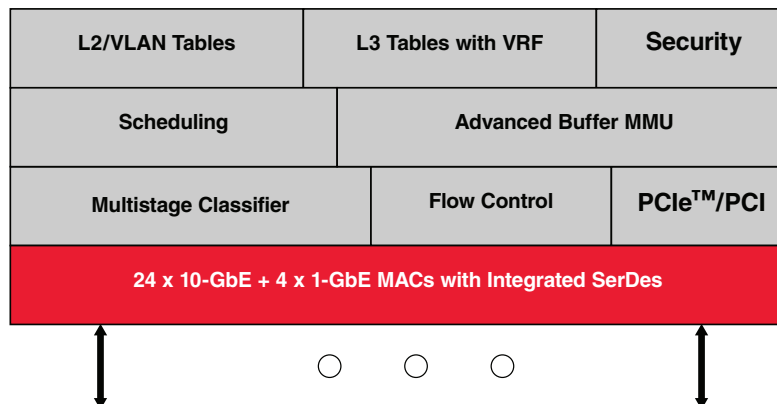 L2/VLAN Tables
L3 Tables with VRF
Security
Scheduling
Advanced Buffer MMU
Multistage Classifier
Flow Control
PCIe™/PCI
24 x 10-GbE + 4 x 1-GbE MACs with Integrated SerDes